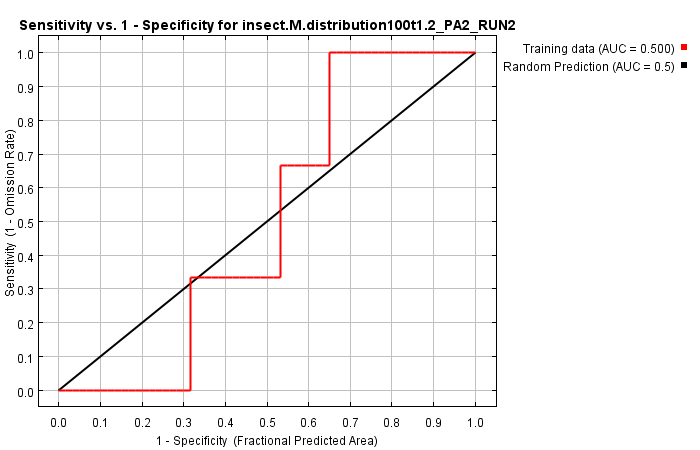 Sensitivity vs. 1 - Specificity for insect.M.distribution100t1.2_PA2_RUN2
Training data (AUC = 0.500)
Random Prediction (AUC = 0.5)
Sensitivity (1 - Omission Rate)
1.0
0.9
0.8
0.7
0.6
0.5
0.4
0.3
0.2
0.1
0.0
0.0 0.1 0.2 0.3 0.4 0.5 0.6 0.7 0.8 0.9 1.0
1 - Specificity (Fractional Predicted Area)